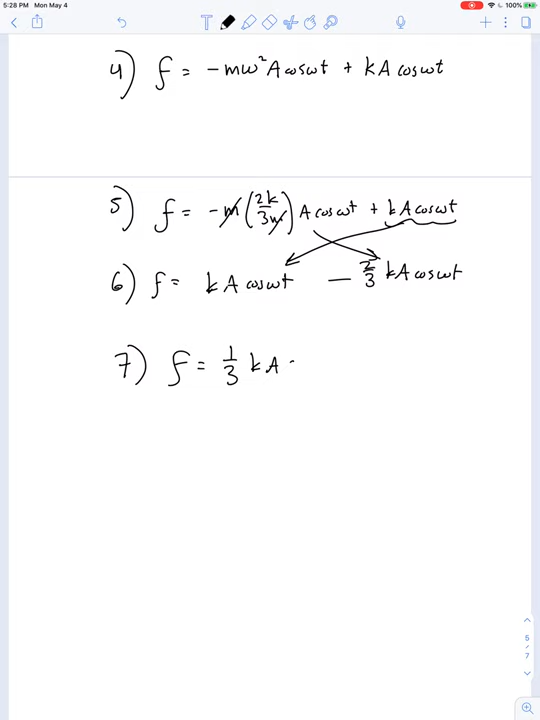 5:28 PM Mon May 4
100%
4) f = -mω²A cosωt + kA cosωt
5) f = -m(2k/3m) A cosωt + kA cosωt
6) f = kA cosωt — 2/3 kA cosωt
7) f = 1/3 kA -
5
/
7